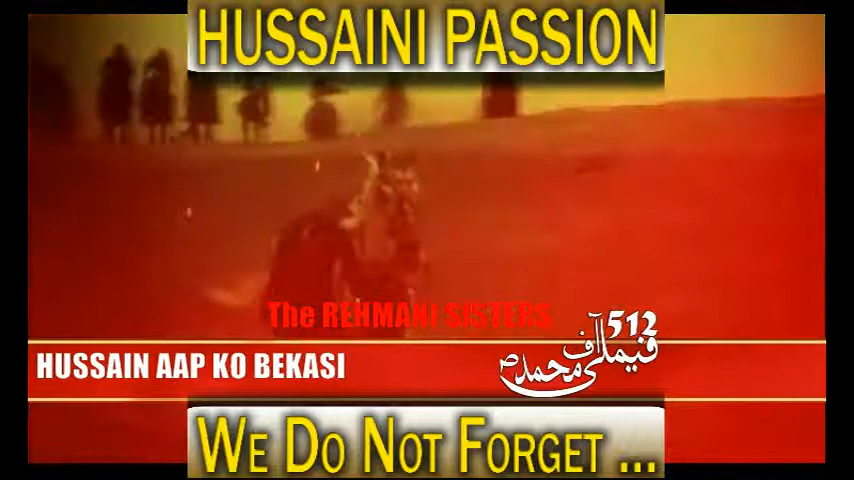 HUSSAINI PASSION
The REHMANI SISTERS
512
فیملی آف محمدؐ
HUSSAIN AAP KO BEKASI
WE DO NOT FORGET ...